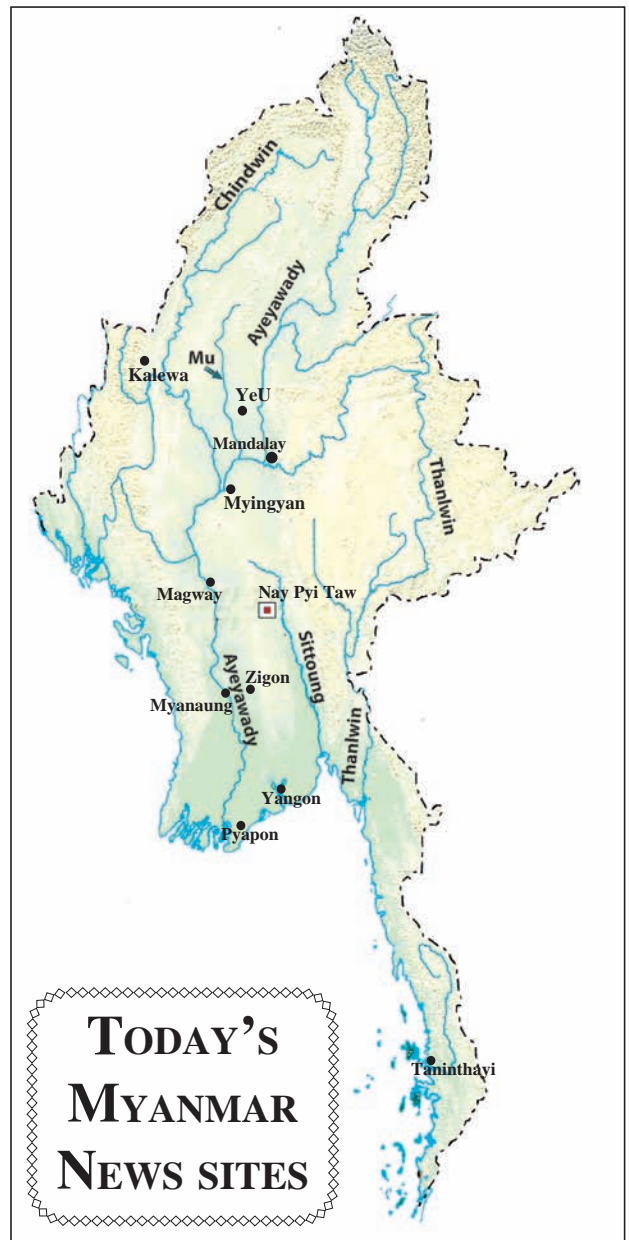 Chindwin
Ayeyawady
Mu
Kalewa
YeU
Mandalay
Myingyan
Thanlwin
Magway
Nay Pyi Taw
Sittoung
Ayeyawady
Zigon
Myanaung
Thanlwin
Yangon
Pyapon
Taninthayi
TODAY'S
MYANMAR
NEWS SITES